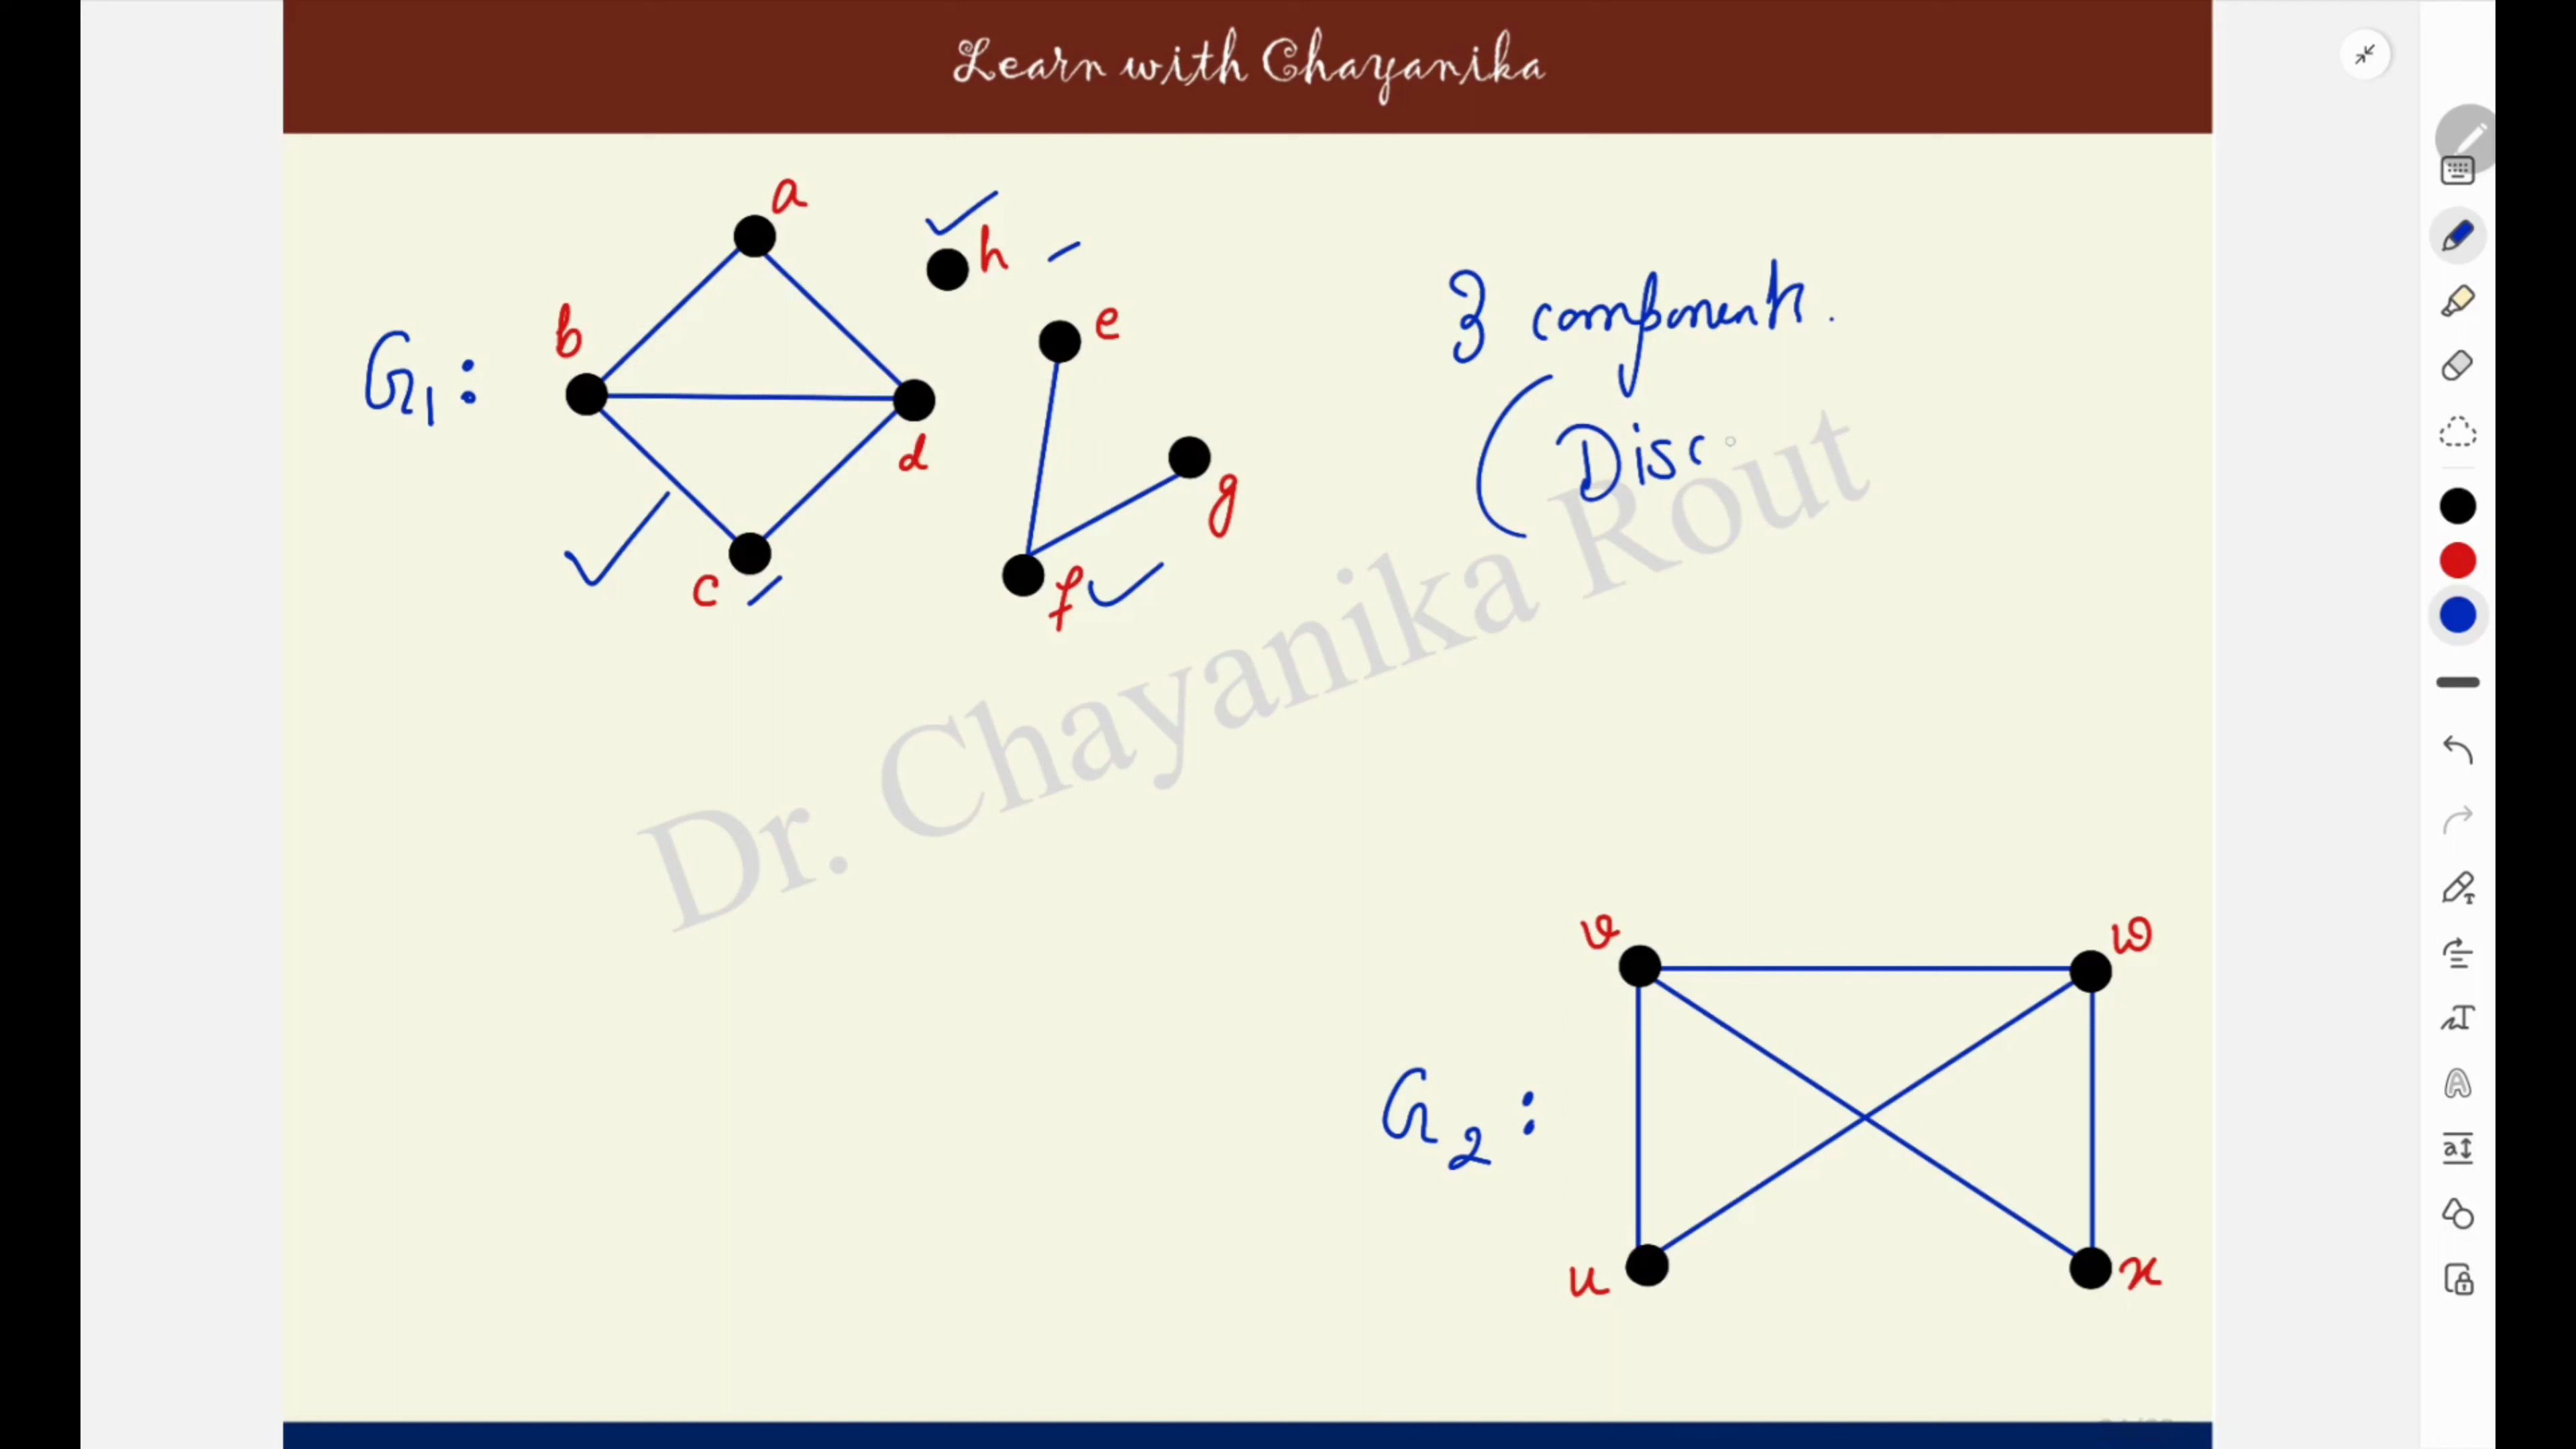 Learn with Chayanika
a
h
b
e
G1:
3 components.
d
Disc
g
c
f
Dr. Chayanika Rout
v
w
G2:
u
x